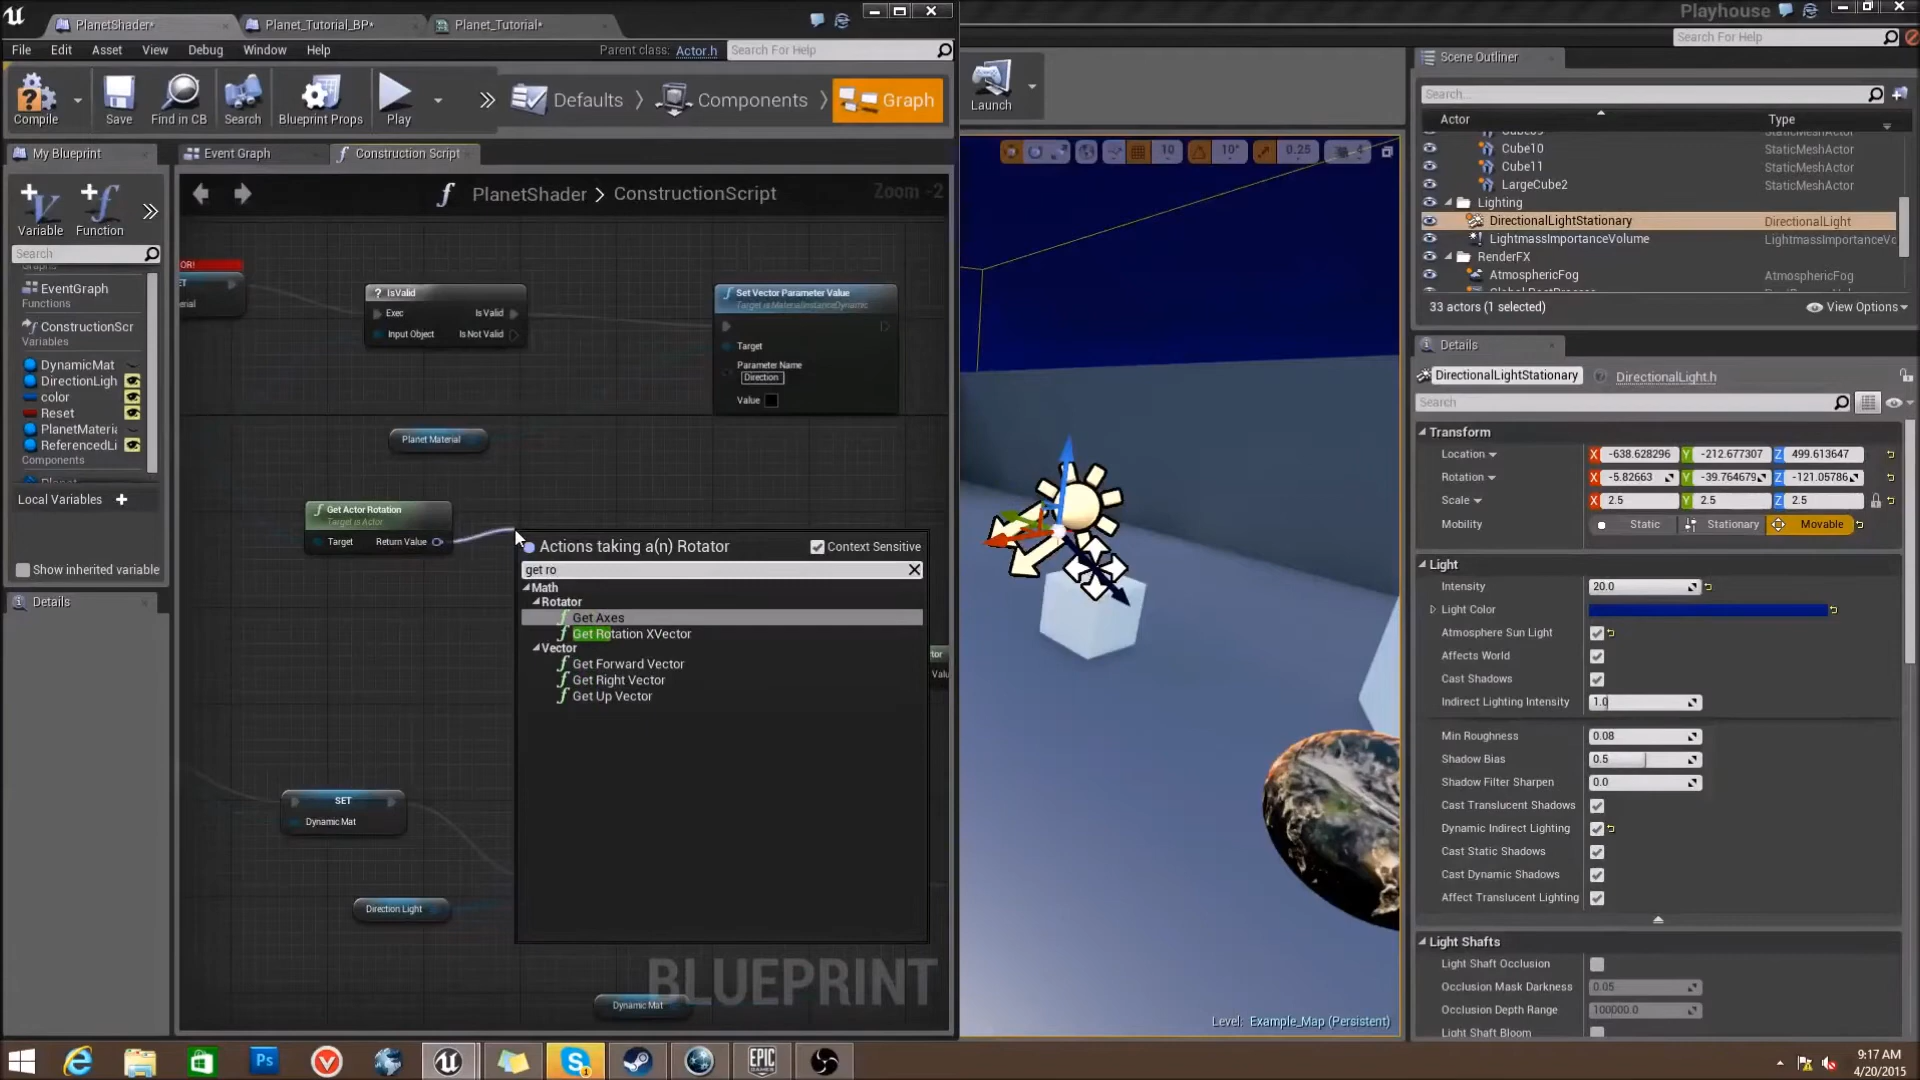 PlanetShader*
Planet_Tutorial_BP*
Planet_Tutorial*
File
Edit
Asset
View
Debug
Window
Help
Parent class:
Actor.h
Search For Help
Compile
Save
Find in CB
Search
Blueprint Props
Play
Defaults
Components
Graph
My Blueprint
Variable
Function
Search
EventGraph
Functions
ConstructionScr
Variables
DynamicMat
DirectionLigh
color
Reset
PlanetMateria
ReferencedLi
Components
Local Variables
Show inherited variable
Details
Event Graph
Construction Script
PlanetShader > ConstructionScript
Zoom -2
IsValid
Exec
Is Valid
Input Object
Is Not Valid
Set Vector Parameter Value
Target is MaterialInstanceDynamic
Target
Parameter Name
Direction
Value
Planet Material
Get Actor Rotation
Target is Actor
Target
Return Value
Actions taking a(n) Rotator
Context Sensitive
get ro
Math
Rotator
Get Axes
Get Rotation XVector
Vector
Get Forward Vector
Get Right Vector
Get Up Vector
SET
Dynamic Mat
Direction Light
Dynamic Mat
BLUEPRINT
Playhouse
Search For Help
Launch
10
10°
0.25
4
Level: Example_Map (Persistent)
Scene Outliner
Search...
Actor
Type
Cube10
StaticMeshActor
Cube11
StaticMeshActor
LargeCube2
StaticMeshActor
Lighting
DirectionalLightStationary
DirectionalLight
LightmassImportanceVolume
LightmassImportanceVo
RenderFX
AtmosphericFog
AtmosphericFog
33 actors (1 selected)
View Options
Details
DirectionalLightStationary
DirectionalLight.h
Search
Transform
Location
X -638.628296 Y -212.677307 Z 499.613647
Rotation
X -5.82663 Y -39.764679 Z -121.05786
Scale
X 2.5 Y 2.5 Z 2.5
Mobility
Static
Stationary
Movable
Light
Intensity
20.0
Light Color
Atmosphere Sun Light
Affects World
Cast Shadows
Indirect Lighting Intensity
1.0
Min Roughness
0.08
Shadow Bias
0.5
Shadow Filter Sharpen
0.0
Cast Translucent Shadows
Dynamic Indirect Lighting
Cast Static Shadows
Cast Dynamic Shadows
Affect Translucent Lighting
Light Shafts
Light Shaft Occlusion
Occlusion Mask Darkness
0.05
Occlusion Depth Range
100000.0
Light Shaft Bloom
9:17 AM
4/20/2015